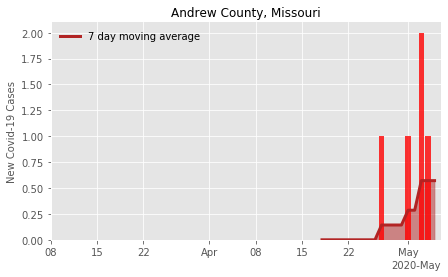 Andrew County, Missouri
7 day moving average
New Covid-19 Cases
2.00
1.75
1.50
1.25
1.00
0.75
0.50
0.25
0.00
08 15 22 Apr 08 15 22 May
2020-May